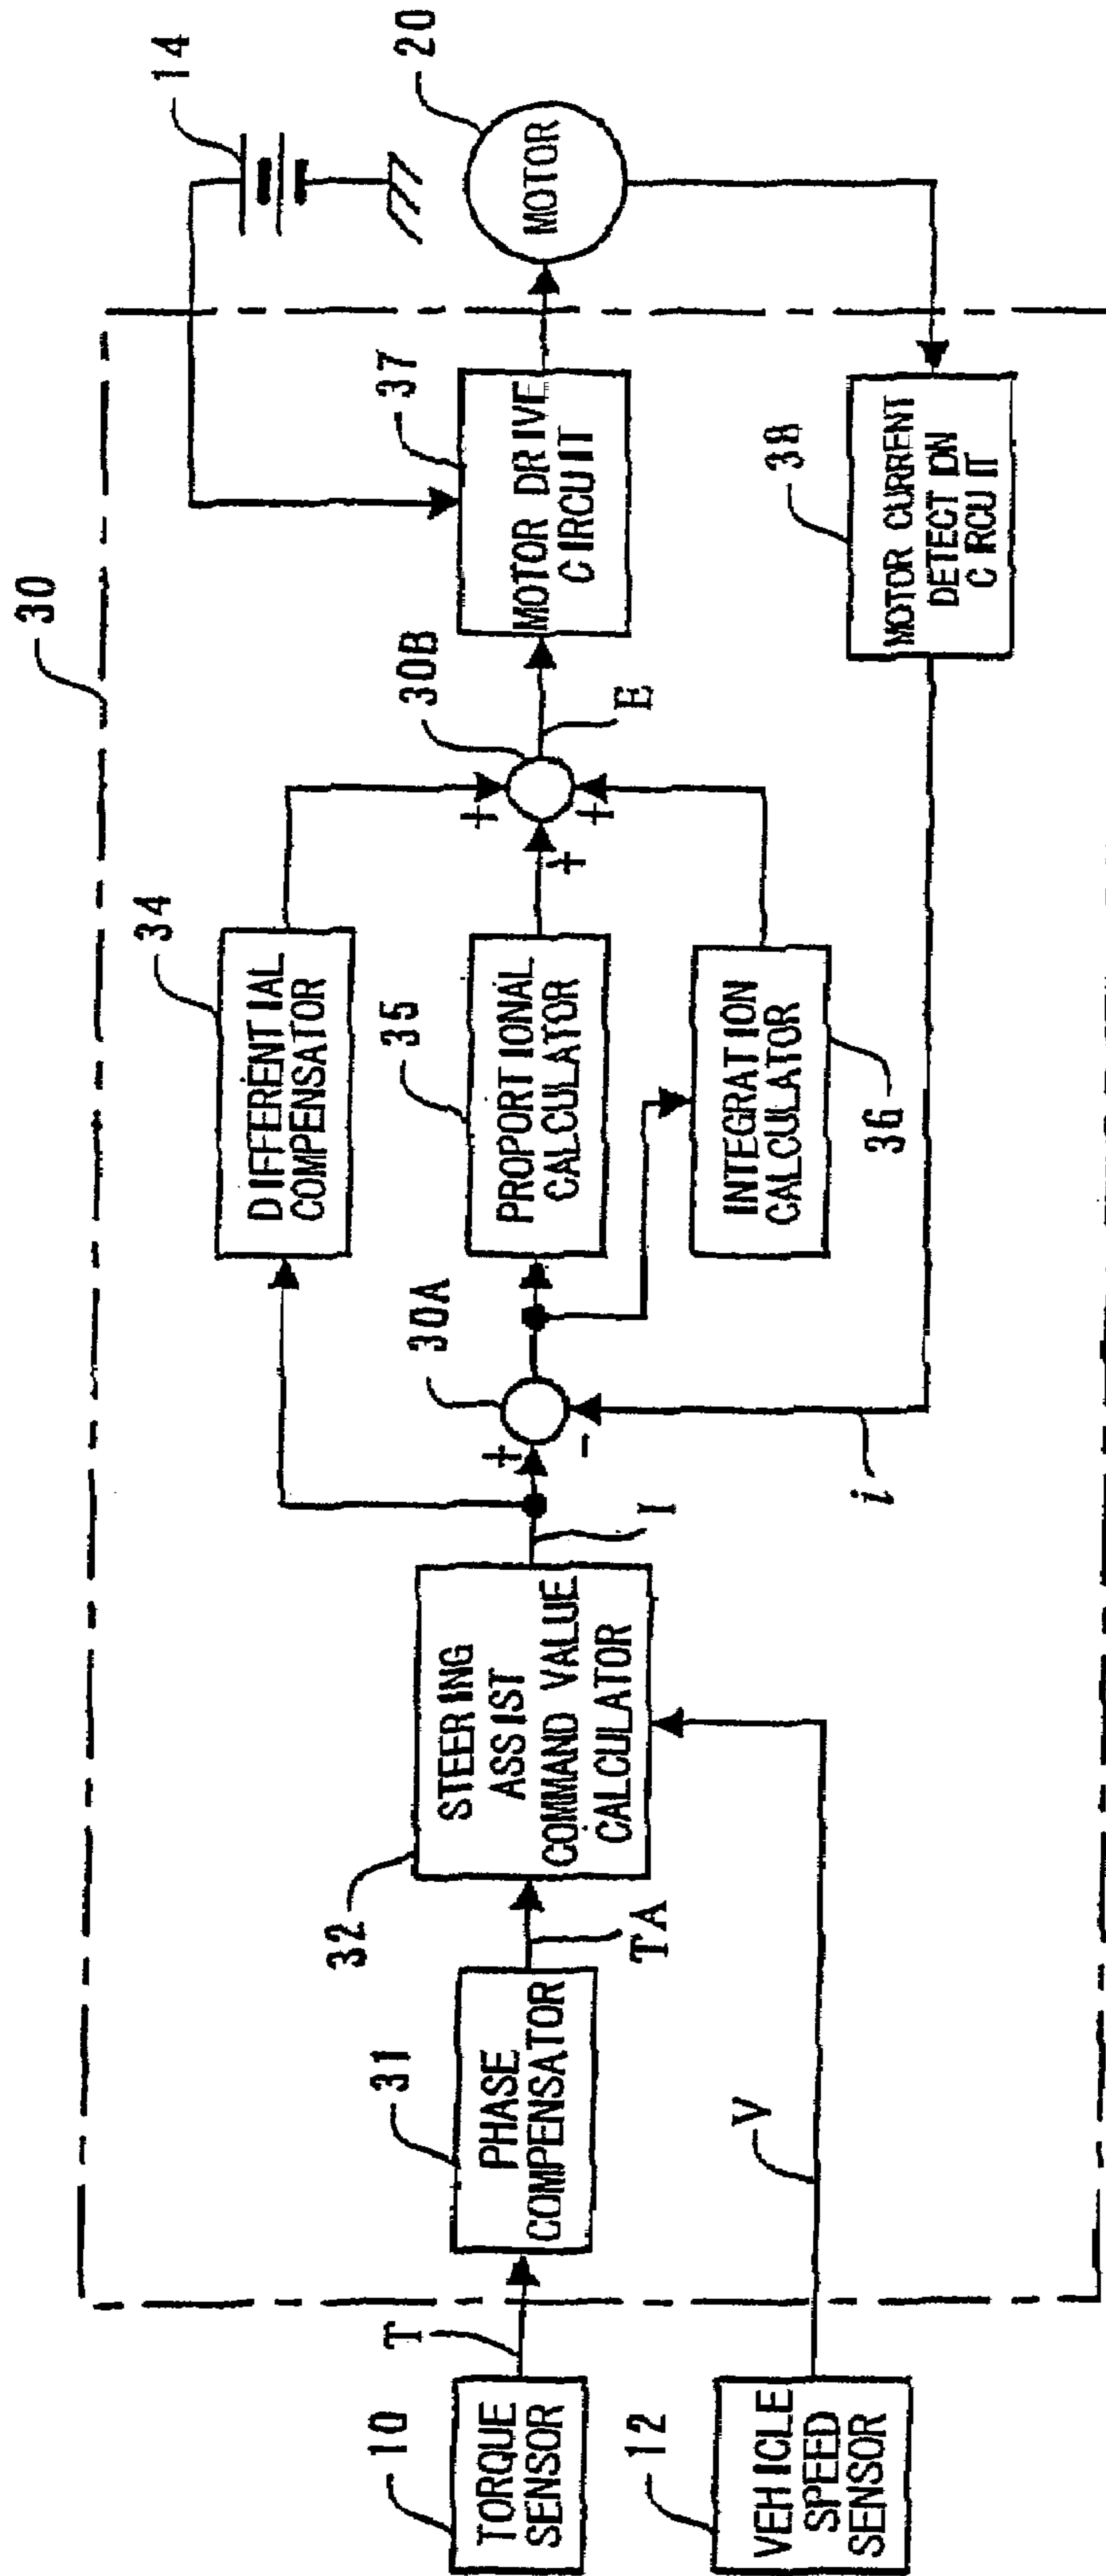 30
14
20
MOTOR
37
MOTOR DRIVE
CIRCUIT
38
MOTOR CURRENT
DETECTION
CIRCUIT
30B
E
+
+
+
34
DIFFERENTIAL
COMPENSATOR
35
PROPORTIONAL
CALCULATOR
36
INTEGRATION
CALCULATOR
30A
+
-
i
I
32
STEERING
ASSIST
COMMAND VALUE
CALCULATOR
TA
31
PHASE
COMPENSATOR
V
T
10
TORQUE
SENSOR
12
VEHICLE
SPEED
SENSOR